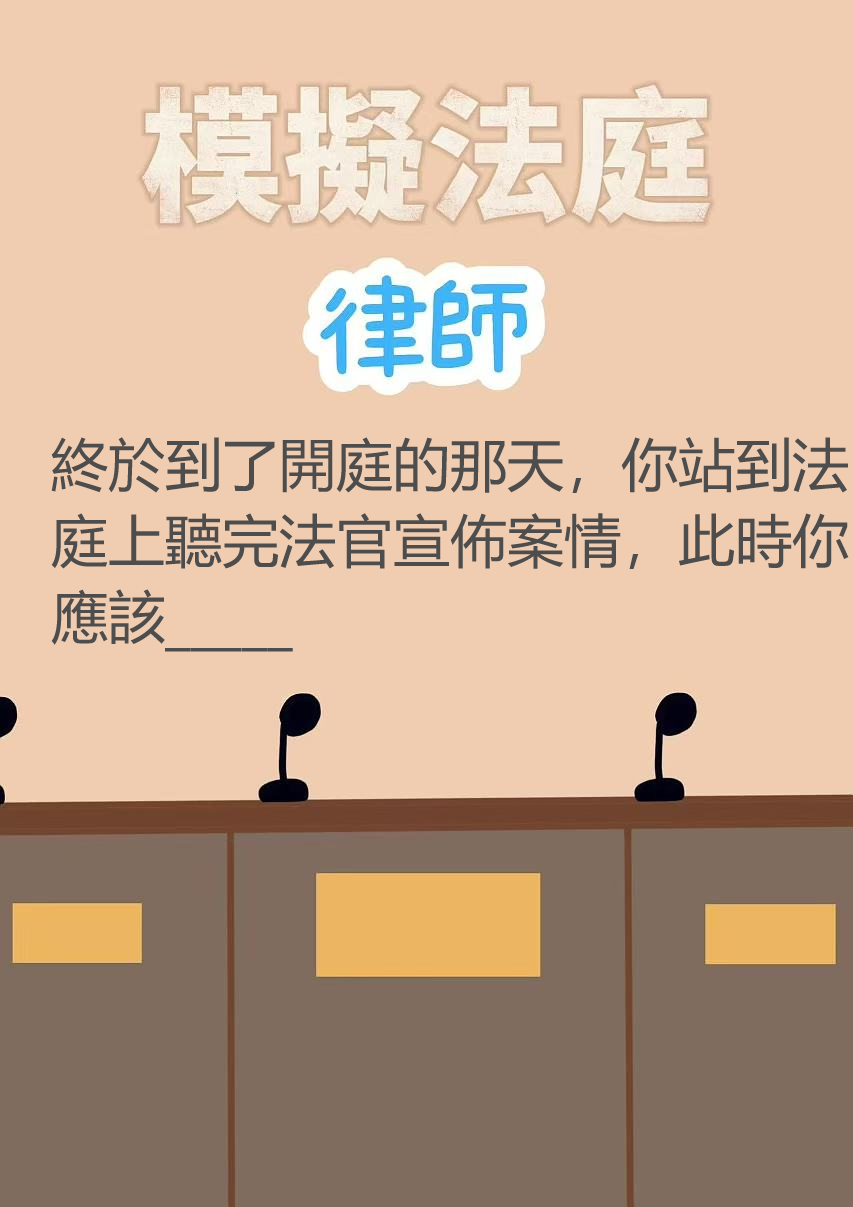 模擬法庭
律師
終於到了開庭的那天，你站到法
庭上聽完法官宣佈案情，此時你
應該_____